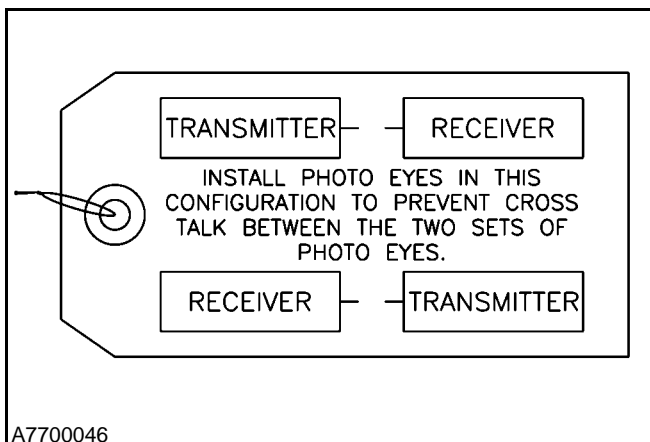 TRANSMITTER RECEIVER
INSTALL PHOTO EYES IN THIS
CONFIGURATION TO PREVENT CROSS
TALK BETWEEN THE TWO SETS OF
PHOTO EYES.
RECEIVER TRANSMITTER
A7700046